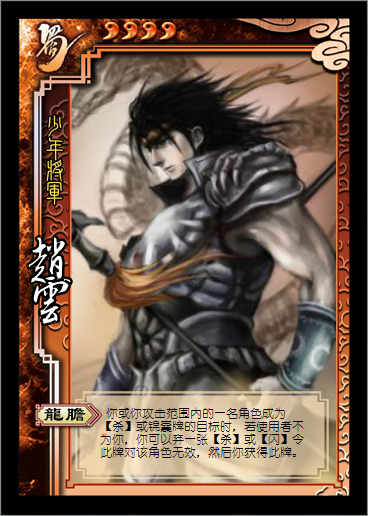 蜀
少年將軍
趙雲
龍膽
你或你攻击范围内的一名角色成为
【杀】或锦囊牌的目标时，若使用者不
为你，你可以弃一张【杀】或【闪】令
此牌对该角色无效，然后你获得此牌。